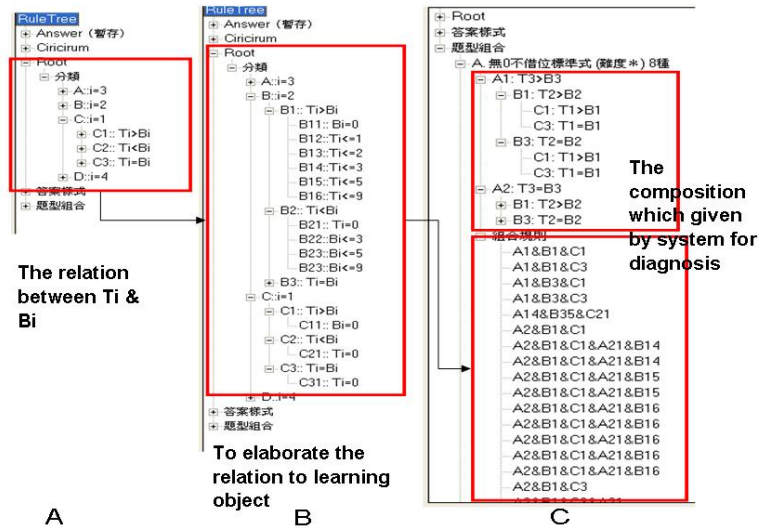 RuleTree
Answer (暫存)
Ciricirum
Root
分類
A::i=3
B::i=2
C::i=1
C1:: Ti>Bi
C2:: Ti<Bi
C3:: Ti=Bi
D::i=4
答案樣式
題型組合
The relation
between Ti &
Bi
A
RuleTree
Answer (暫存)
Ciricirum
Root
分類
A::i=3
B::i=2
B1:: Ti>Bi
B11:: Bi=0
B12::Ti<=1
B13::Ti<=2
B14::Ti<=3
B15::Ti<=5
B16::Ti<=9
B2:: Ti<Bi
B21:: Ti=0
B22::Bi<=3
B23::Bi<=5
B23::Bi<=9
B3:: Ti=Bi
C::i=1
C1:: Ti>Bi
C11:: Bi=0
C2:: Ti<Bi
C21:: Ti=0
C3:: Ti=Bi
C31:: Ti=0
D::i=4
答案樣式
題型組合
To elaborate the
relation to learning
object
B
Root
答案樣式
題型組合
A. 無0不借位標準式 (難度*) 8種
A1: T3>B3
B1: T2>B2
C1: T1>B1
C3: T1=B1
B3: T2=B2
C1: T1>B1
C3: T1=B1
A2: T3=B3
B1: T2>B2
B3: T2=B2
組合規則
A1&B1&C1
A1&B1&C3
A1&B3&C1
A1&B3&C3
A14&B35&C21
A2&B1&C1
A2&B1&C1&A21&B14
A2&B1&C1&A21&B14
A2&B1&C1&A21&B15
A2&B1&C1&A21&B15
A2&B1&C1&A21&B16
A2&B1&C1&A21&B16
A2&B1&C1&A21&B16
A2&B1&C1&A21&B16
A2&B1&C3
The
composition
which given
by system for
diagnosis
C